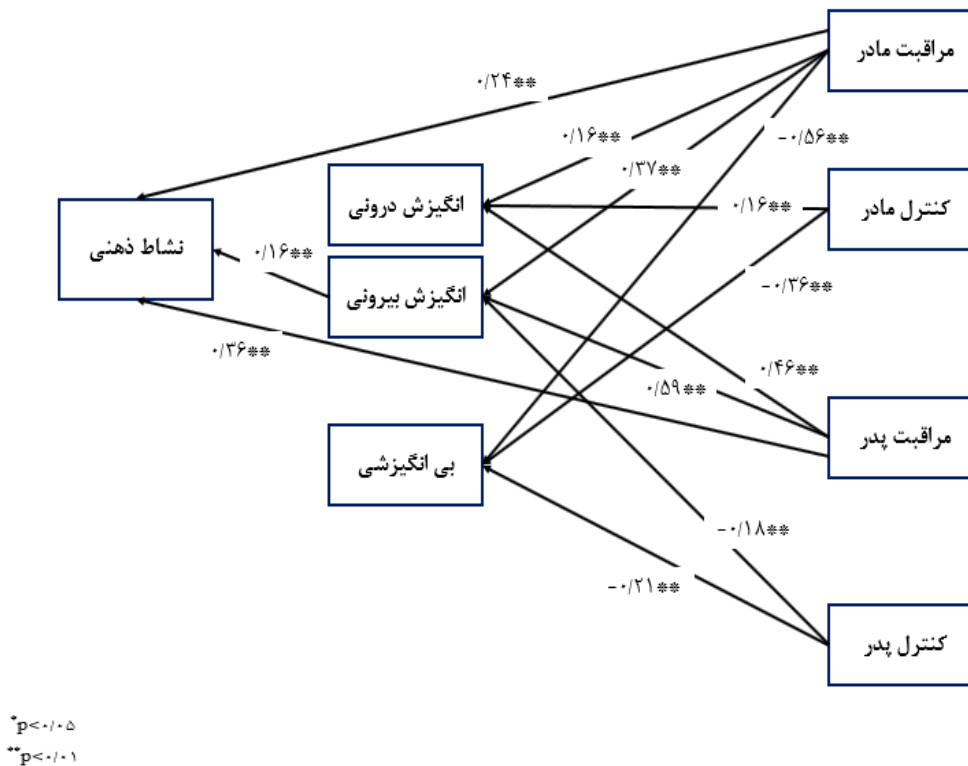 مراقبت مادر
۰/۲۴**
۰/۱۶**
-۰/۵۶**
۰/۳۷**
انگیزش درونی
کنترل مادر
۰/۱۶**
نشاط ذهنی
۰/۱۶**
انگیزش بیرونی
-۰/۳۶**
۰/۳۶**
۰/۴۶**
۰/۵۹**
مراقبت پدر
بی انگیزشی
-۰/۱۸**
-۰/۲۱**
کنترل پدر
*p<۰/۰۵
**p<۰/۰۱